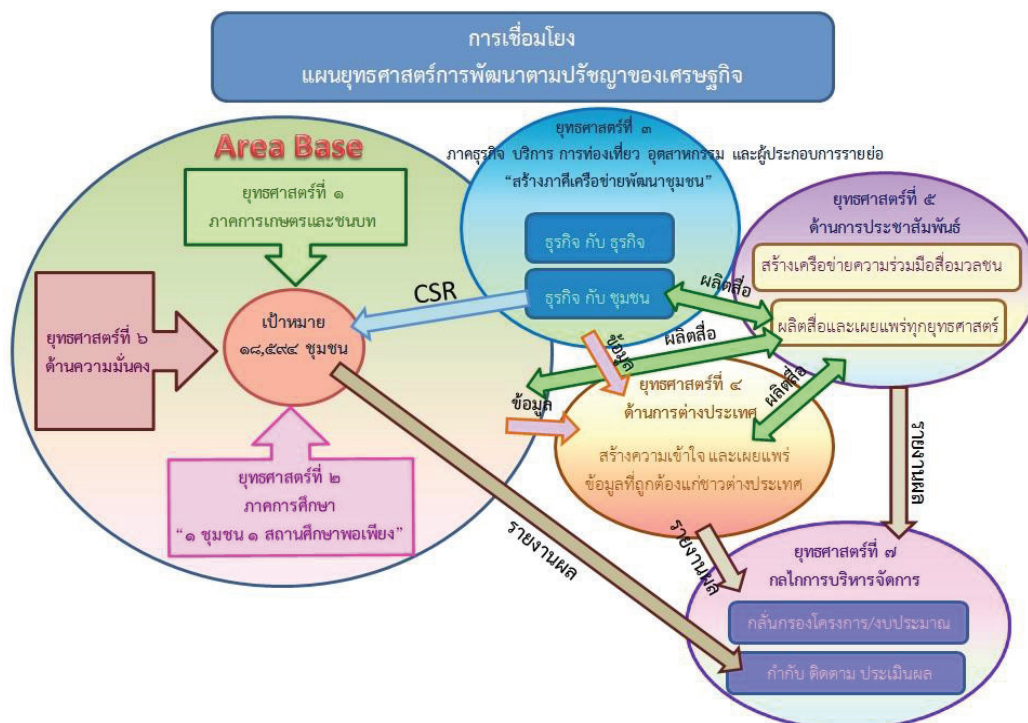 การเชื่อมโยง
แผนยุทธศาสตร์การพัฒนาตามปรัชญาของเศรษฐกิจ
Area Base
ยุทธศาสตร์ที่ ๑
ภาคการเกษตรและชนบท
ยุทธศาสตร์ที่ ๖
ด้านความมั่นคง
เป้าหมาย
๑๘,๕๙๔ ชุมชน
ยุทธศาสตร์ที่ ๒
ภาคการศึกษา
“๑ ชุมชน ๑ สถานศึกษาพอเพียง”
ยุทธศาสตร์ที่ ๓
ภาคธุรกิจ บริการ การท่องเที่ยว อุตสาหกรรม และผู้ประกอบการรายย่อ
“สร้างภาคีเครือข่ายพัฒนาชุมชน”
ธุรกิจ กับ ธุรกิจ
ธุรกิจ กับ ชุมชน
CSR
ยุทธศาสตร์ที่ ๕
ด้านการประชาสัมพันธ์
สร้างเครือข่ายความร่วมมือสื่อมวลชน
ผลิตสื่อและเผยแพร่ทุกยุทธศาสตร์
ผลิตสื่อ
ผลิตสื่อ
ผลิตสื่อ
ข้อมูล
ข้อมูล
ยุทธศาสตร์ที่ ๔
ด้านการต่างประเทศ
สร้างความเข้าใจ และเผยแพร่
ข้อมูลที่ถูกต้องแก่ชาวต่างประเทศ
รายงานผล
รายงานผล
รายงานผล
ยุทธศาสตร์ที่ ๗
กลไกการบริหารจัดการ
กลั่นกรองโครงการ/งบประมาณ
กำกับ ติดตาม ประเมินผล